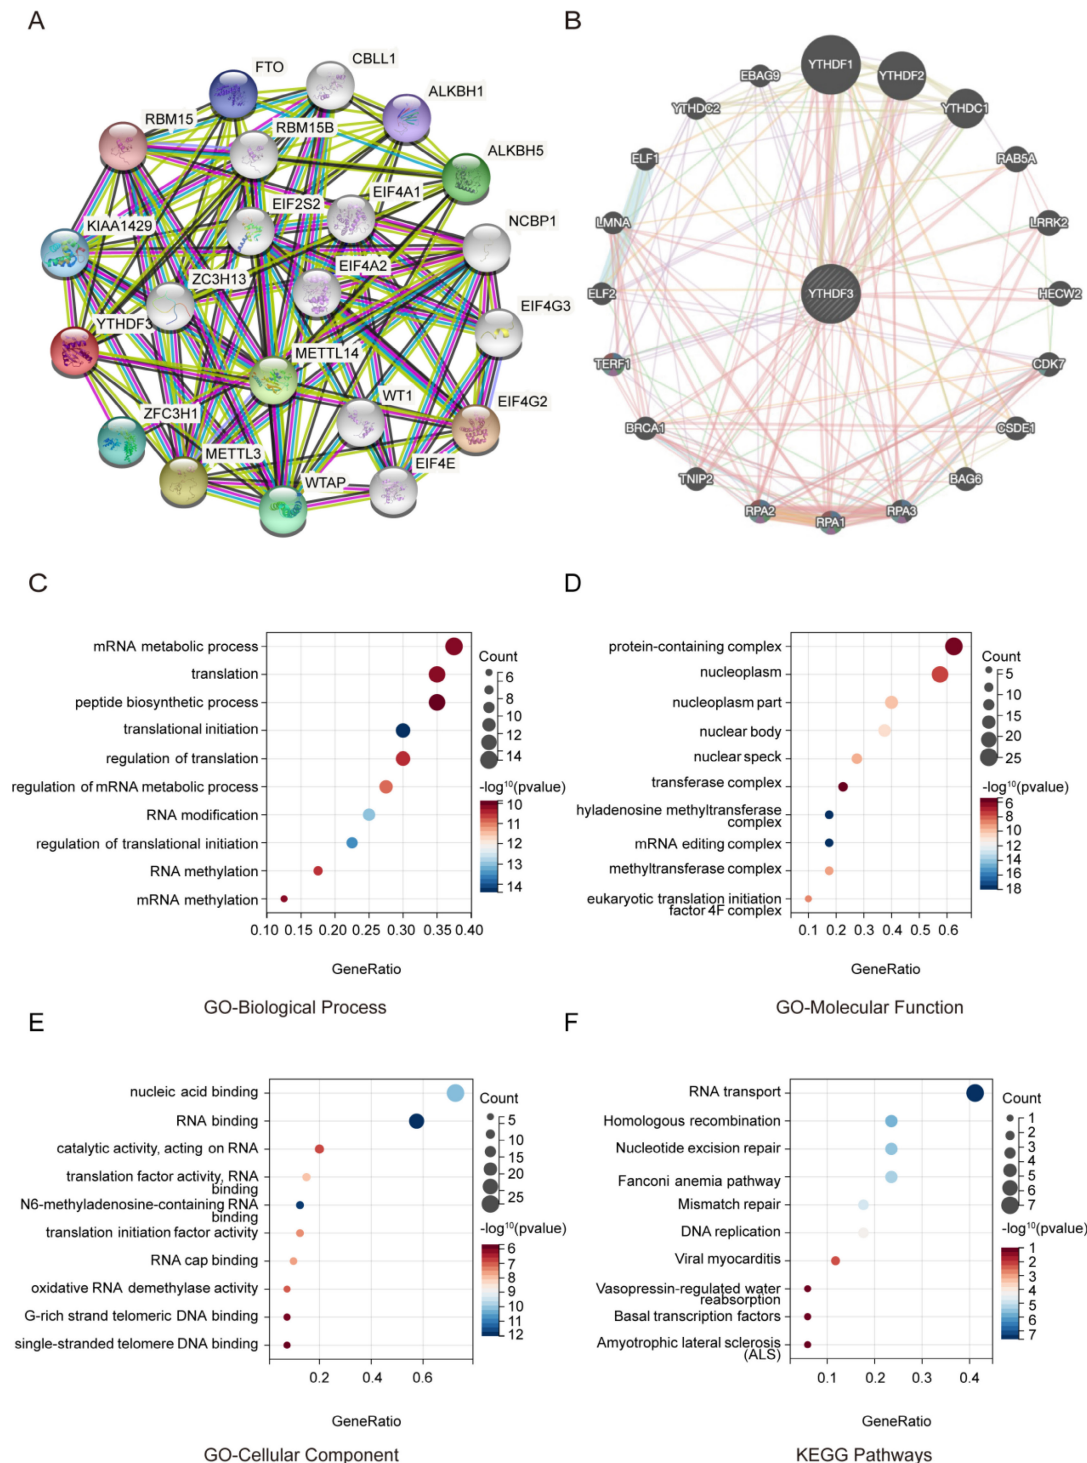 A
B
FTO
CBLL1
ALKBH1
RBM15
RBM15B
ALKBH5
EIF4A1
EIF2S2
NCBP1
KIAA1429
ZC3H13
EIF4A2
EIF4G3
YTHDF3
METTL14
WT1
EIF4G2
ZFC3H1
METTL3
WTAP
EIF4E
YTHDF1
YTHDF2
EBAG9
YTHDC2
YTHDC1
ELF1
RAB5A
LMNA
LRRK2
ELF2
YTHDF3
HECW2
TERF1
CDK7
BRCA1
CSDE1
TNIP2
BAG6
RPA2
RPA1
RPA3
C
mRNA metabolic process
translation
peptide biosynthetic process
translational initiation
regulation of translation
regulation of mRNA metabolic process
RNA modification
regulation of translational initiation
RNA methylation
mRNA methylation
0.10 0.15 0.20 0.25 0.30 0.35 0.40
GeneRatio
Count
6
8
10
12
14
-log¹⁰(pvalue)
10
11
12
13
14
GO-Biological Process
D
protein-containing complex
nucleoplasm
nucleoplasm part
nuclear body
nuclear speck
transferase complex
hyladenosine methyltransferase
complex
mRNA editing complex
methyltransferase complex
eukaryotic translation initiation
factor 4F complex
0.1 0.2 0.3 0.4 0.5 0.6
GeneRatio
Count
5
10
15
20
25
-log¹⁰(pvalue)
6
8
10
12
14
16
18
GO-Molecular Function
E
nucleic acid binding
RNA binding
catalytic activity, acting on RNA
translation factor activity, RNA
binding
N6-methyladenosine-containing RNA
binding
translation initiation factor activity
RNA cap binding
oxidative RNA demethylase activity
G-rich strand telomeric DNA binding
single-stranded telomere DNA binding
0.2 0.4 0.6
GeneRatio
Count
5
10
15
20
25
-log¹⁰(pvalue)
6
7
8
9
10
11
12
GO-Cellular Component
F
RNA transport
Homologous recombination
Nucleotide excision repair
Fanconi anemia pathway
Mismatch repair
DNA replication
Viral myocarditis
Vasopressin-regulated water
reabsorption
Basal transcription factors
Amyotrophic lateral sclerosis
(ALS)
0.1 0.2 0.3 0.4
GeneRatio
Count
1
2
3
4
5
6
7
-log¹⁰(pvalue)
1
2
3
4
5
6
7
KEGG Pathways